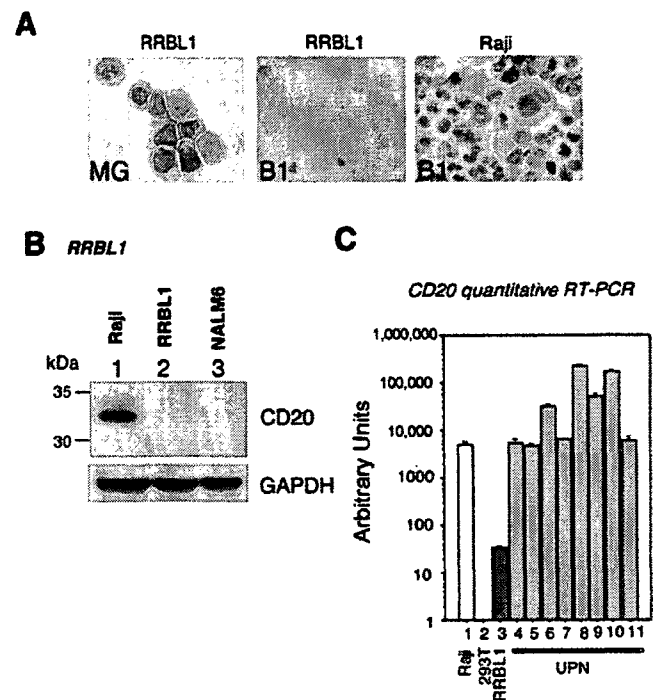 A
RRBL1 RRBL1 Raji
MG B1 B1
B RRBL1
Raji RRBL1 NALM6
kDa 1 2 3
35
30
CD20
GAPDH
C
CD20 quantitative RT-PCR
Arbitrary Units
1,000,000
100,000
10,000
1000
100
10
1
1 2 3 4 5 6 7 8 9 10 11
Raji 293T RRBL1 UPN